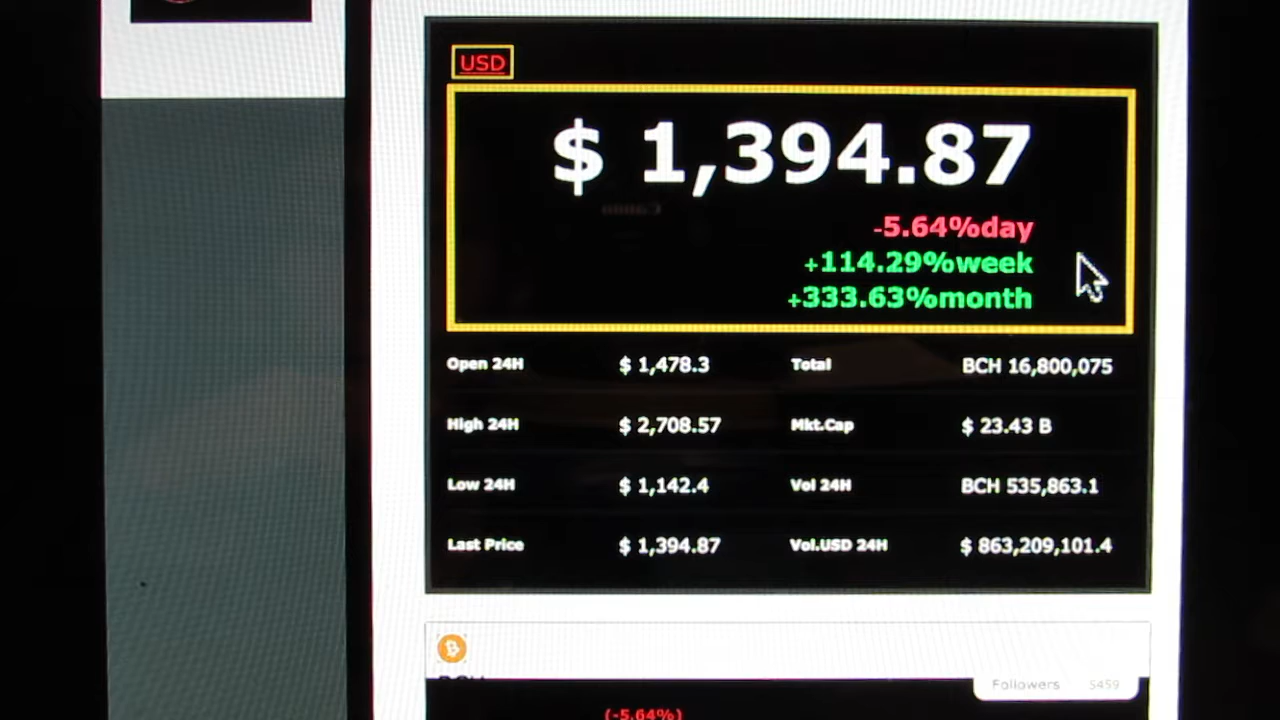 USD
$ 1,394.87
-5.64%day
+114.29%week
+333.63%month
Open 24H $ 1,478.3 Total BCH 16,800,075
High 24H $ 2,708.57 Mkt.Cap $ 23.43 B
Low 24H $ 1,142.4 Vol 24H BCH 535,863.1
Last Price $ 1,394.87 Vol.USD 24H $ 863,209,101.4
Followers 5459
(-5.64%)